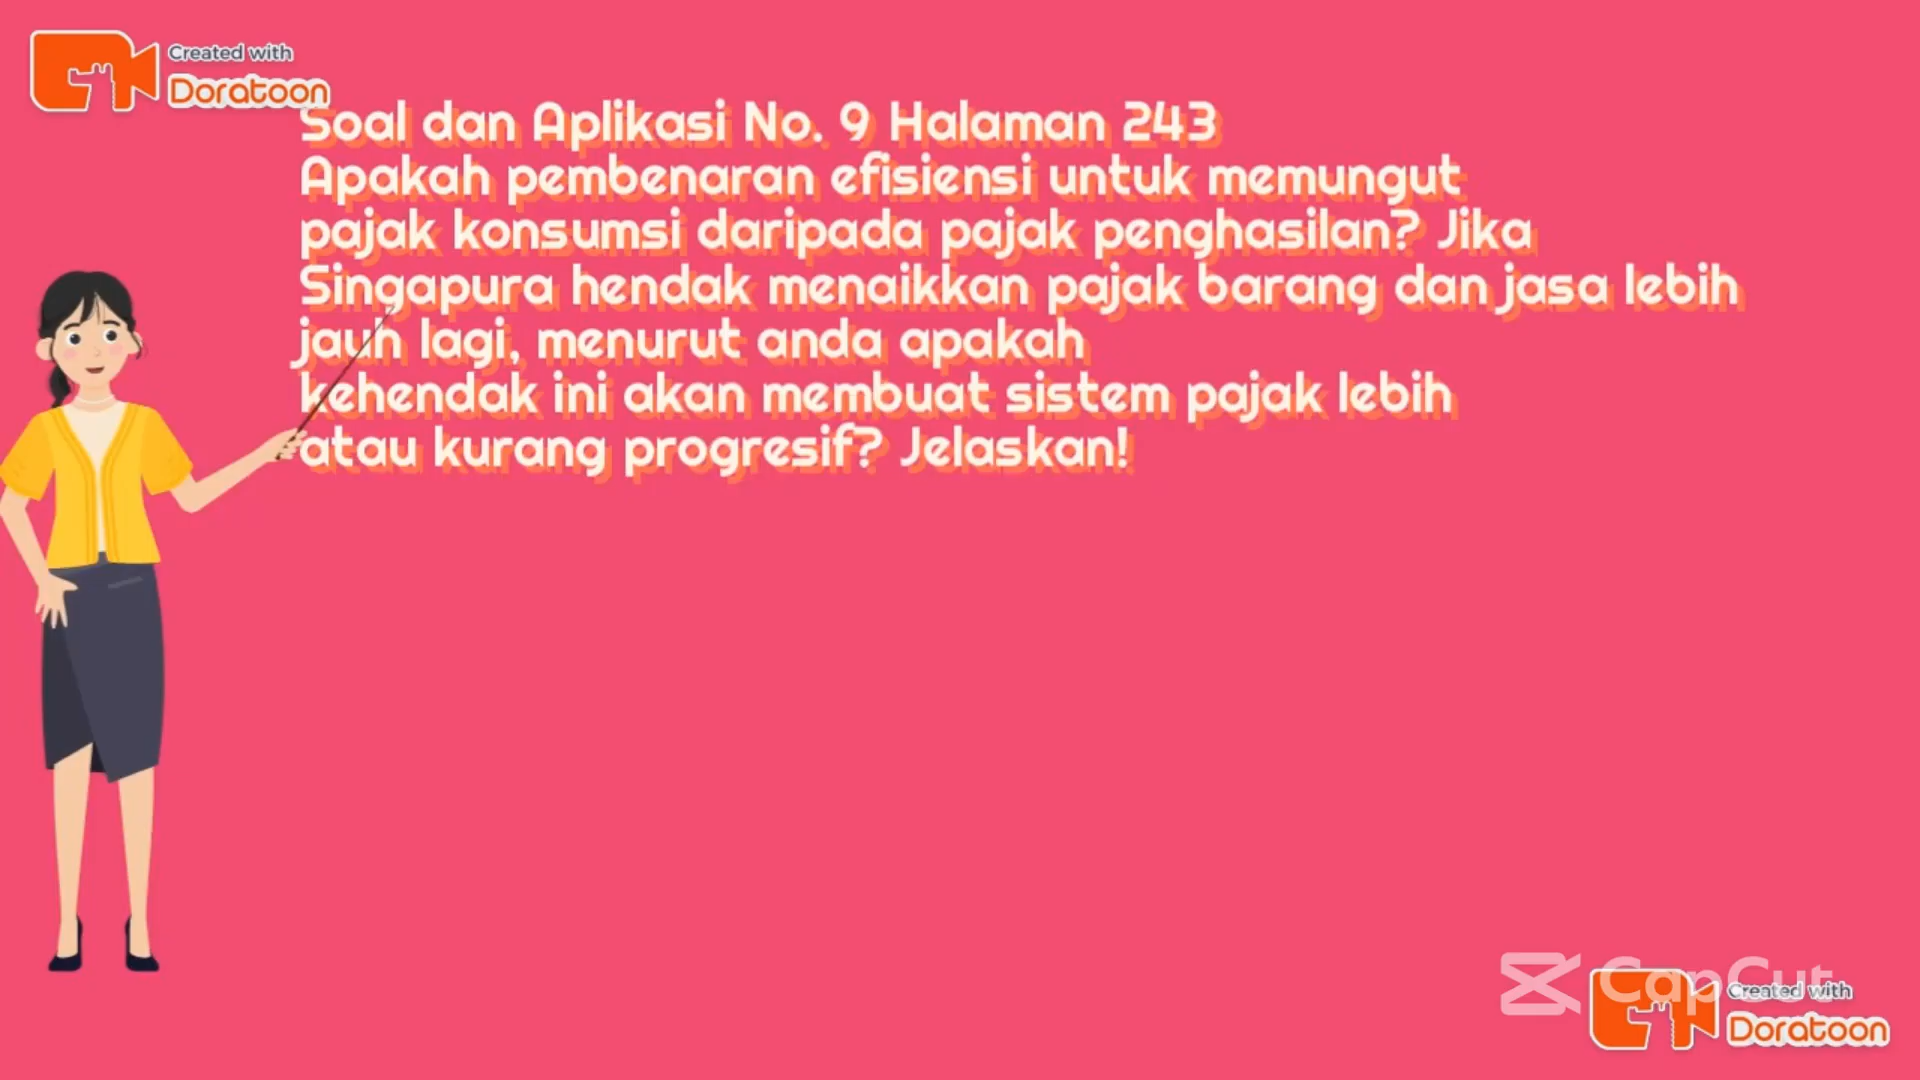 Created with
Doratoon
Soal dan Aplikasi No. 9 Halaman 243
Apakah pembenaran efisiensi untuk memungut
pajak konsumsi daripada pajak penghasilan? Jika
Singapura hendak menaikkan pajak barang dan jasa lebih
jauh lagi, menurut anda apakah
kehendak ini akan membuat sistem pajak lebih
atau kurang progresif? Jelaskan!
CapCut
Created with
Doratoon